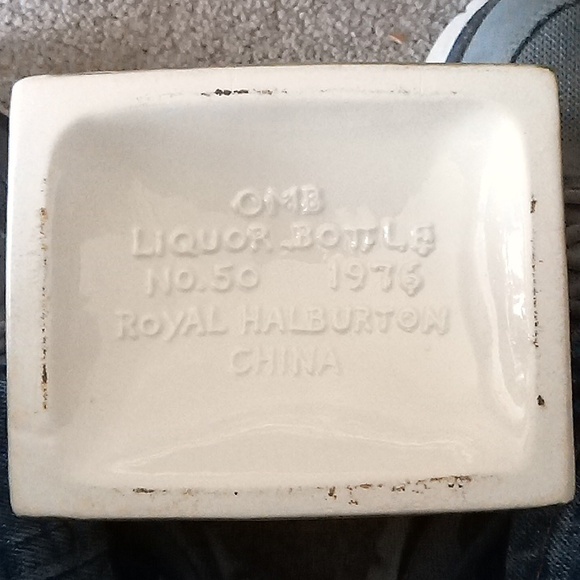 OMB
LIQUOR BOTTLE
NO.50 1976
ROYAL HALBURTON
CHINA